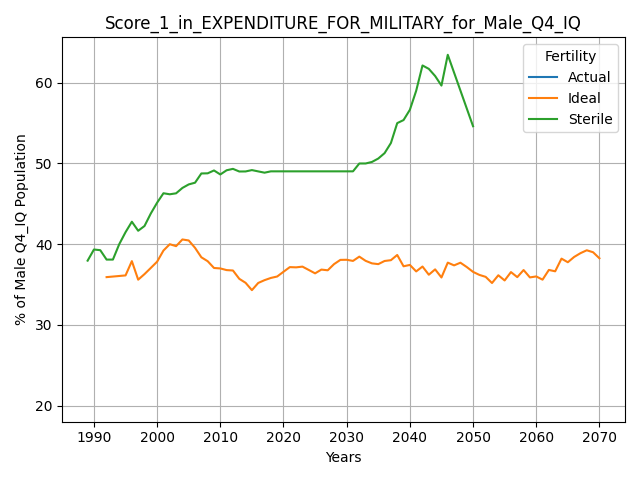 Score_1_in_EXPENDITURE_FOR_MILITARY_for_Male_Q4_IQ
Fertility
Actual
Ideal
Sterile
% of Male Q4_IQ Population
60
50
40
30
20
1990 2000 2010 2020 2030 2040 2050 2060 2070
Years